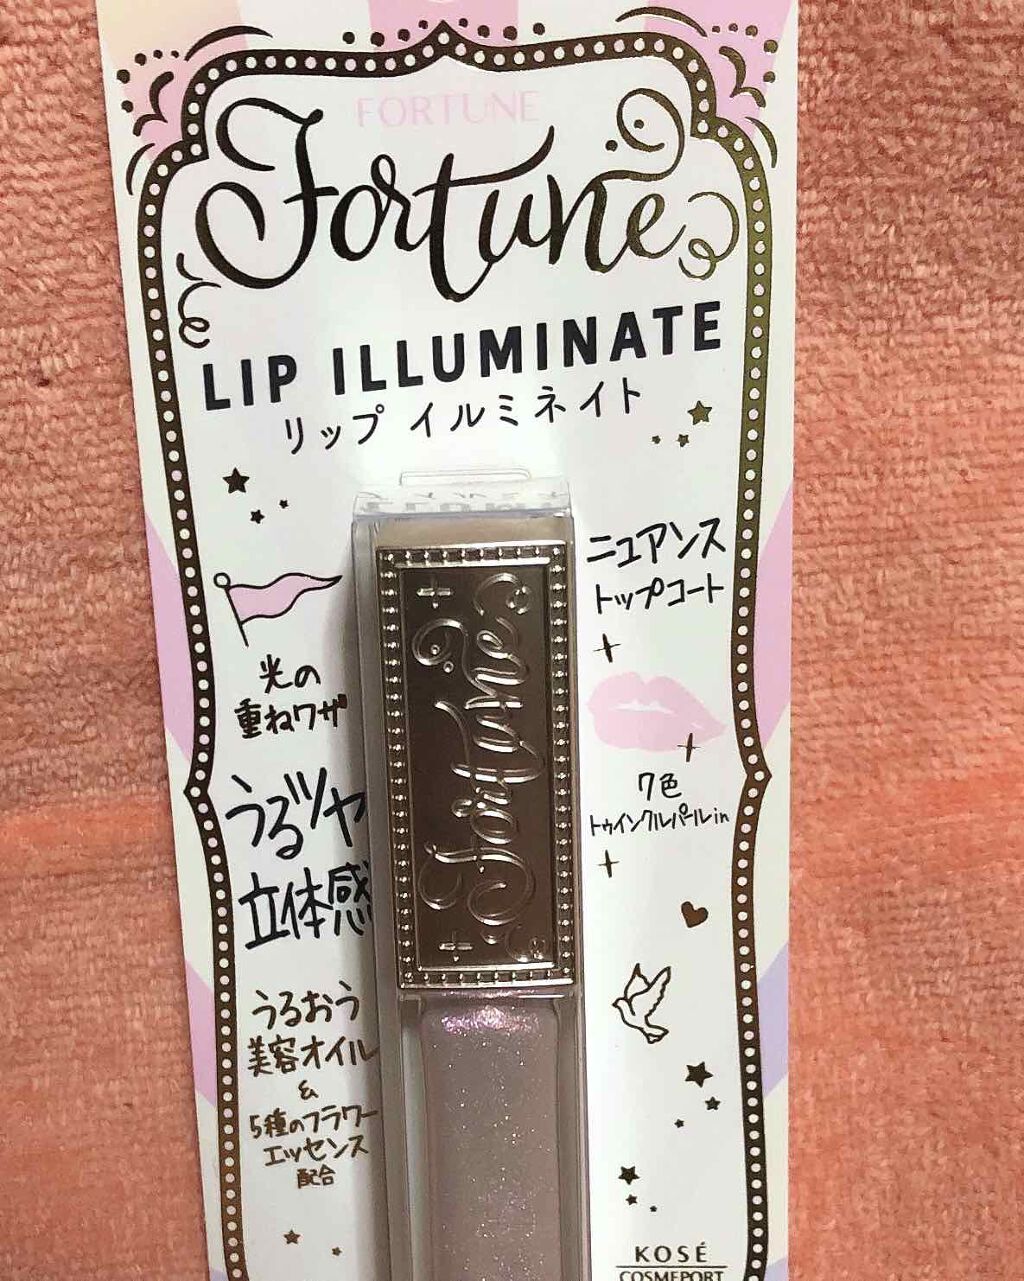 FORTUNE
Fortune
LIP ILLUMINATE
リップ イルミネイト
ニュアンス
トップコート
光の
重ねワザ
うるツヤ
立体感
7色
トゥインクルパールin
うるおう
美容オイル
&
5種のフラワー
エッセンス
配合
Fortune
KOSÉ
COSMEPORT